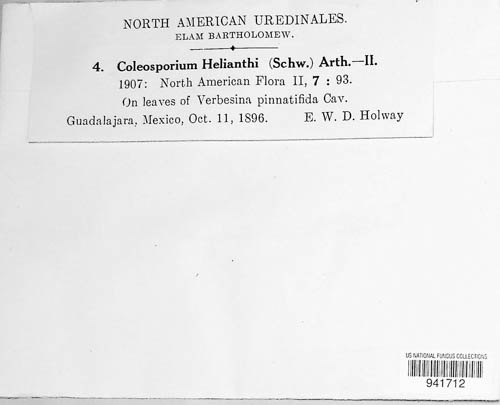 NORTH AMERICAN UREDINALES.
ELAM BARTHOLOMEW.
4. Coleosporium Helianthi (Schw.) Arth.—II.
1907: North American Flora II, 7 : 93.
On leaves of Verbesina pinnatifida Cav.
Guadalajara, Mexico, Oct. 11, 1896. E. W. D. Holway
US NATIONAL FUNGUS COLLECTIONS
941712